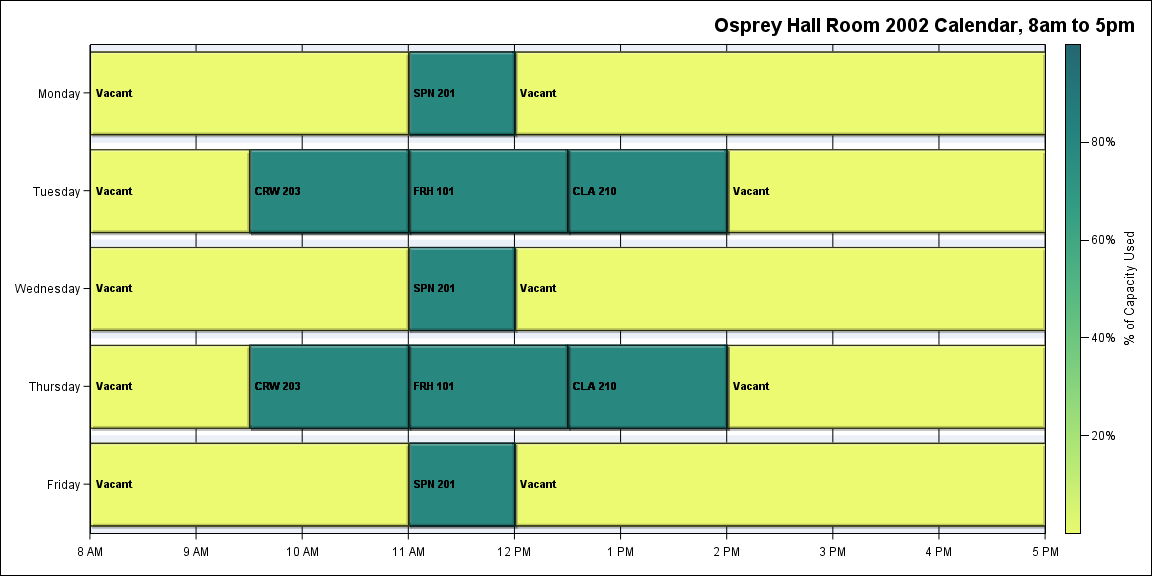 Osprey Hall Room 2002 Calendar, 8am to 5pm
Monday
Vacant
SPN 201
Vacant
Tuesday
Vacant
CRW 203
FRH 101
CLA 210
Vacant
Wednesday
Vacant
SPN 201
Vacant
Thursday
Vacant
CRW 203
FRH 101
CLA 210
Vacant
Friday
Vacant
SPN 201
Vacant
8 AM
9 AM
10 AM
11 AM
12 PM
1 PM
2 PM
3 PM
4 PM
5 PM
80%
60%
40%
20%
% of Capacity Used